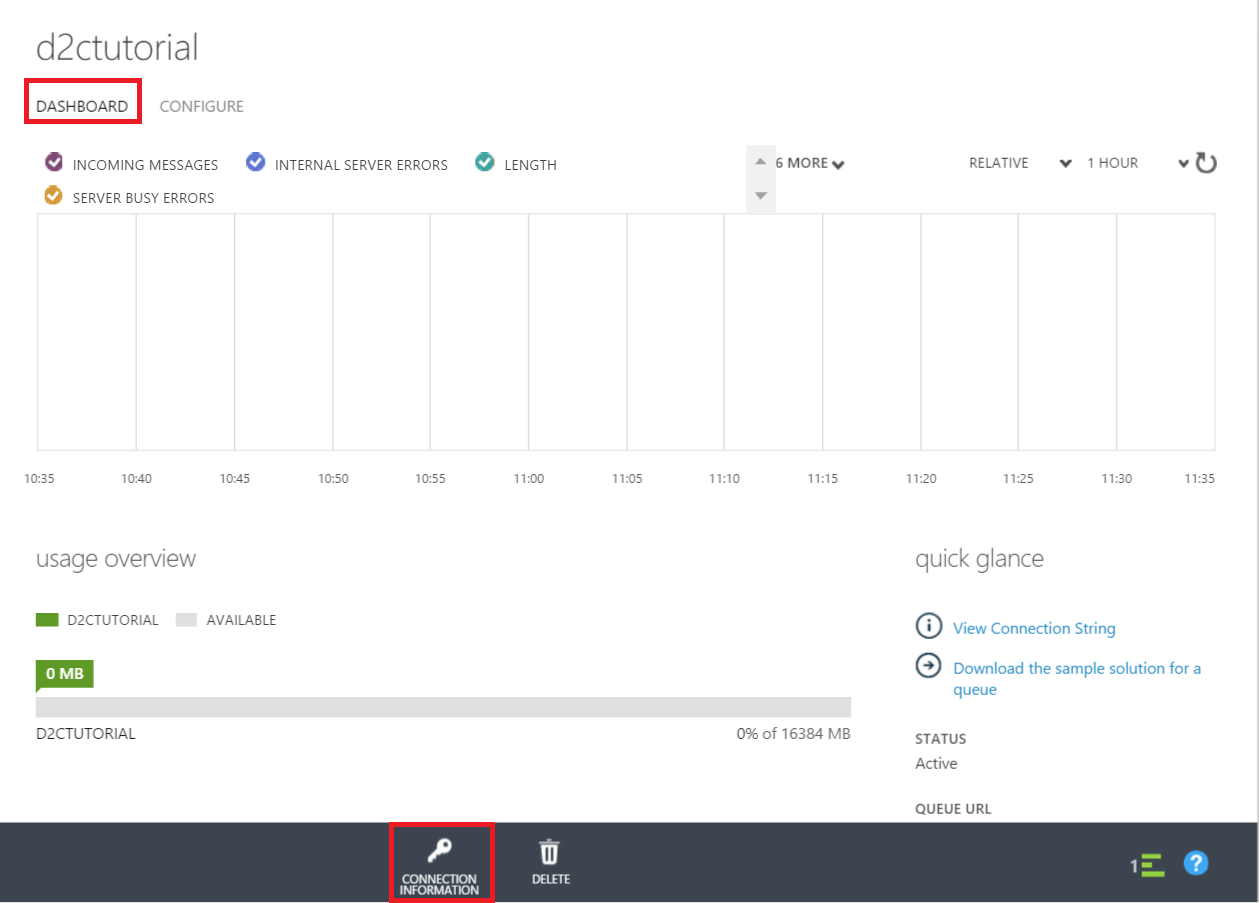 d2ctutorial
DASHBOARD CONFIGURE
INCOMING MESSAGES INTERNAL SERVER ERRORS LENGTH 6 MORE RELATIVE 1 HOUR
SERVER BUSY ERRORS
10:35 10:40 10:45 10:50 10:55 11:00 11:05 11:10 11:15 11:20 11:25 11:30 11:35
usage overview
D2CTUTORIAL AVAILABLE
0 MB
D2CTUTORIAL 0% of 16384 MB
quick glance
View Connection String
Download the sample solution for a
queue
STATUS
Active
QUEUE URL
CONNECTION
INFORMATION
DELETE
1
?